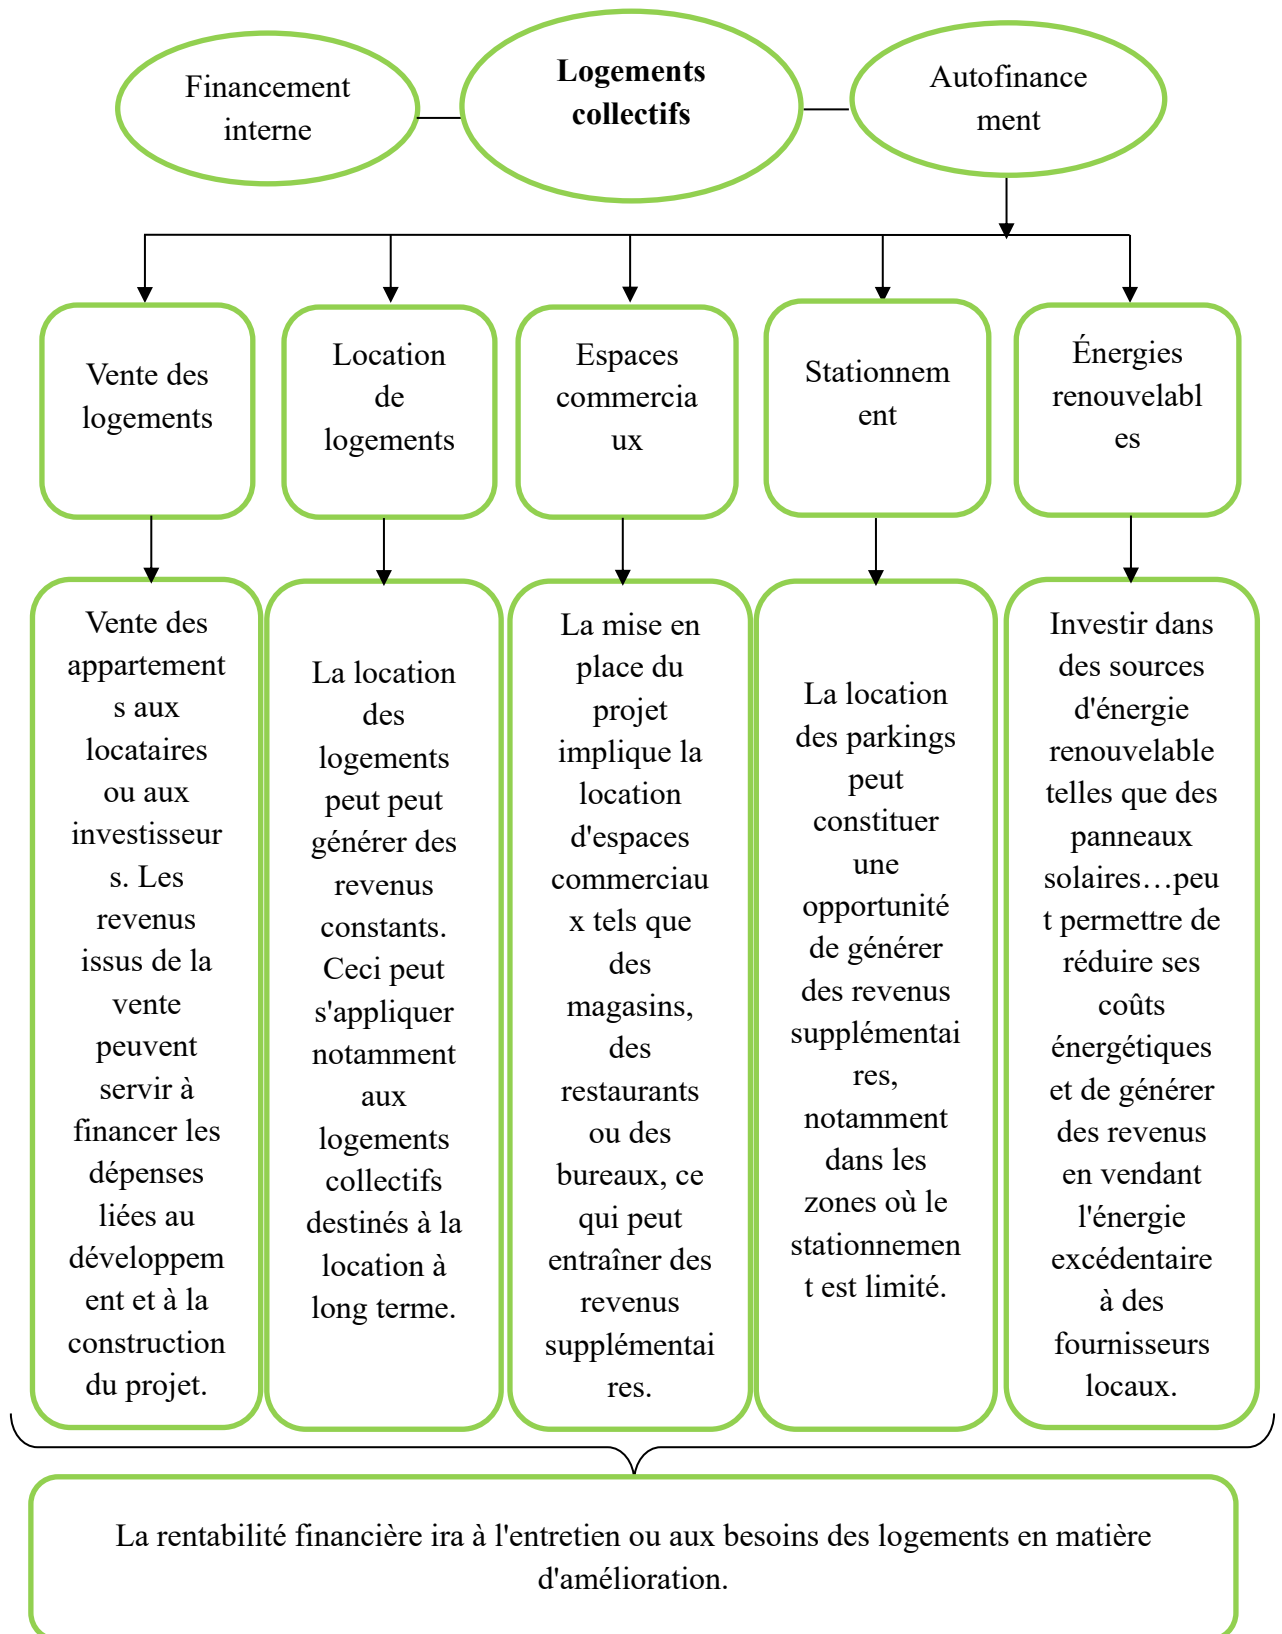 Financement
interne
Logements
collectifs
Autofinance
ment
Vente des
logements
Location
de
logements
Espaces
commercia
ux
Stationnem
ent
Énergies
renouvelabl
es
Vente des
appartement
s aux
locataires
ou aux
investisseur
s. Les
revenus
issus de la
vente
peuvent
servir à
financer les
dépenses
liées au
développem
ent et à la
construction
du projet.
La location
des
logements
peut peut
générer des
revenus
constants.
Ceci peut
s'appliquer
notamment
aux
logements
collectifs
destinés à la
location à
long terme.
La mise en
place du
projet
implique la
location
d'espaces
commerciau
x tels que
des
magasins,
des
restaurants
ou des
bureaux, ce
qui peut
entraîner des
revenus
supplémentai
res.
La location
des parkings
peut
constituer
une
opportunité
de générer
des revenus
supplémentai
res,
notamment
dans les
zones où le
stationnemen
t est limité.
Investir dans
des sources
d'énergie
renouvelable
telles que des
panneaux
solaires…peu
t permettre de
réduire ses
coûts
énergétiques
et de générer
des revenus
en vendant
l'énergie
excédentaire
à des
fournisseurs
locaux.
La rentabilité financière ira à l'entretien ou aux besoins des logements en matière
d'amélioration.